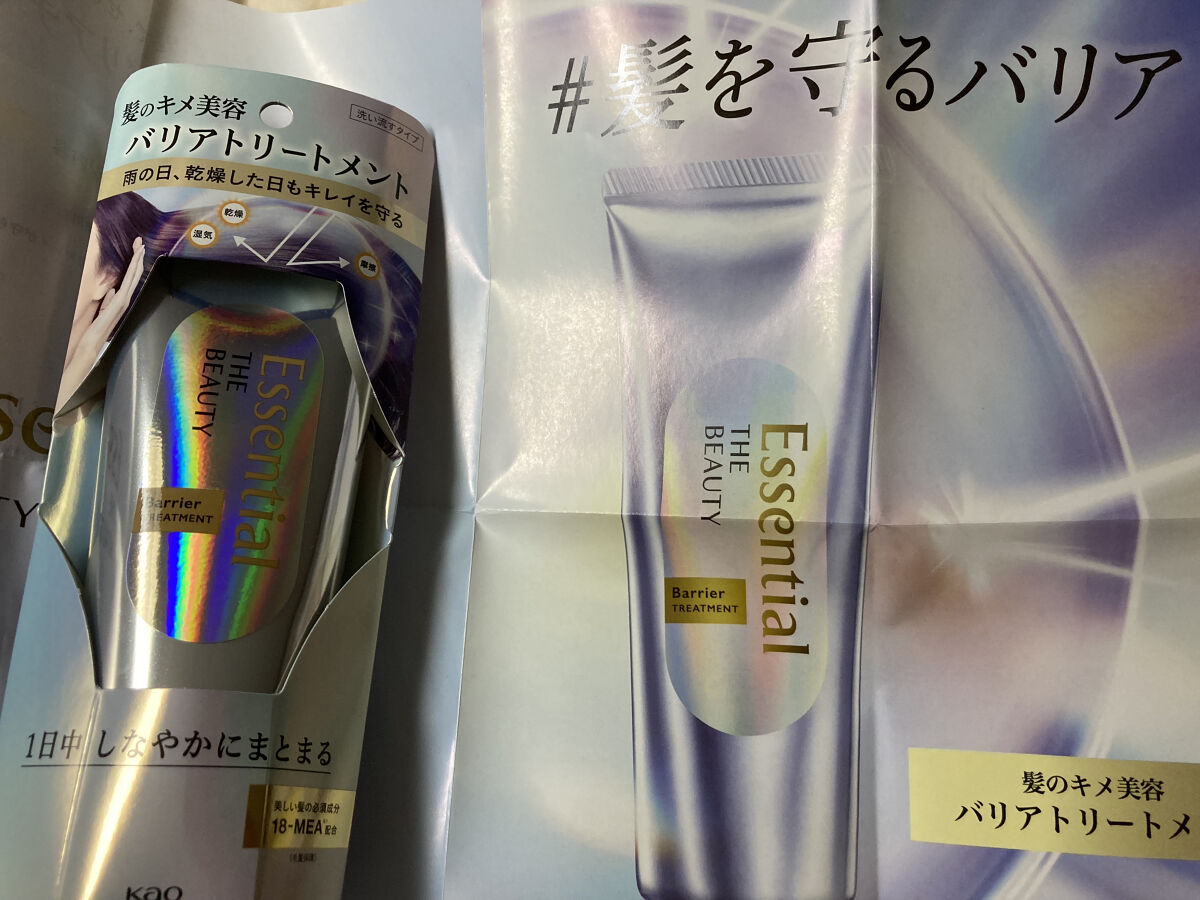 髪のキメ美容
洗い流すタイプ
バリアトリートメント
雨の日、乾燥した日もキレイを守る
乾燥
湿気
摩擦
Essential
THE
BEAUTY
Barrier
TREATMENT
1日中 しなやかにまとまる
美しい髪の必須成分
18-MEA※配合
(毛髪保護)
Kao
#髪を守るバリア
Essential
THE
BEAUTY
Barrier
TREATMENT
髪のキメ美容
バリアトリートメ